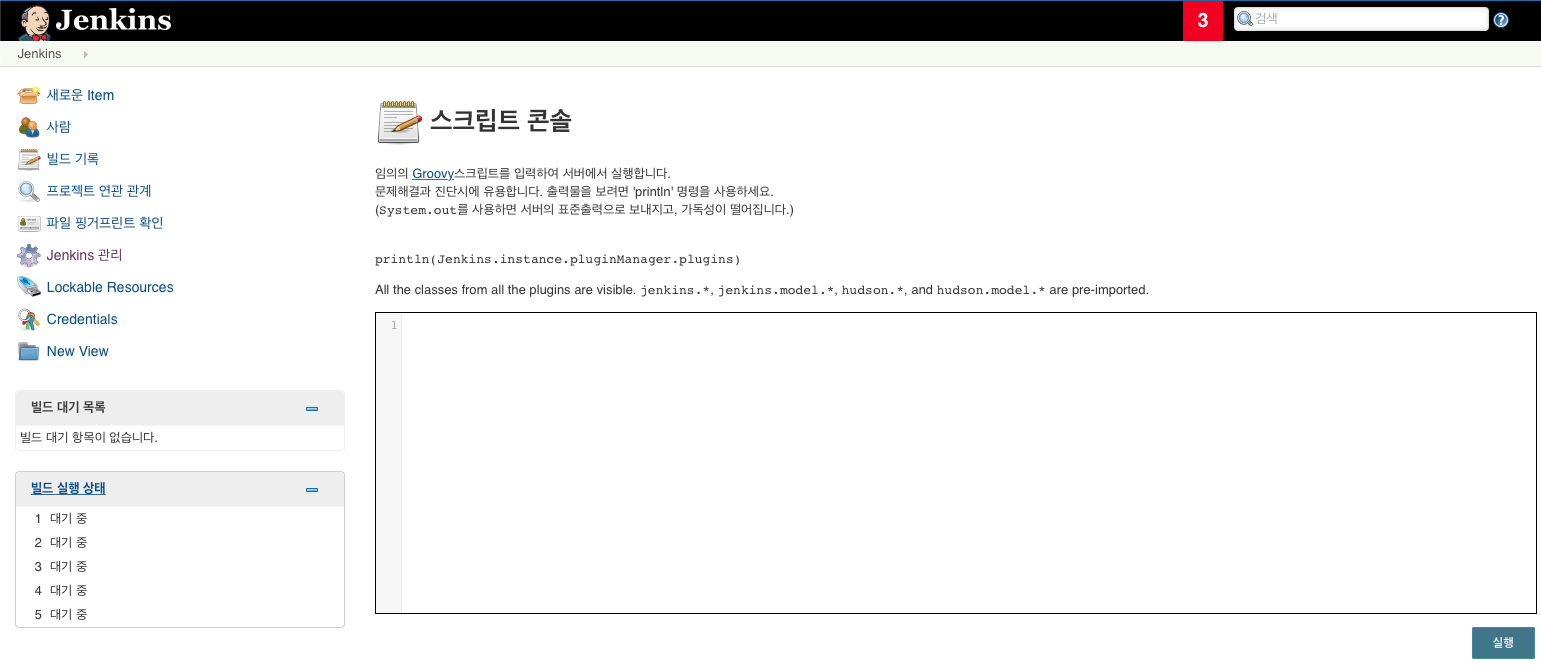 Jenkins
3
검색
Jenkins
새로운 Item
사람
빌드 기록
프로젝트 연관 관계
파일 핑거프린트 확인
Jenkins 관리
Lockable Resources
Credentials
New View
빌드 대기 목록
빌드 대기 항목이 없습니다.
빌드 실행 상태
1 대기 중
2 대기 중
3 대기 중
4 대기 중
5 대기 중
스크립트 콘솔
임의의 Groovy스크립트를 입력하여 서버에서 실행합니다.
문제해결과 진단시에 유용합니다. 출력물을 보려면 'println' 명령을 사용하세요.
(System.out를 사용하면 서버의 표준출력으로 보내지고, 가독성이 떨어집니다.)
println(Jenkins.instance.pluginManager.plugins)
All the classes from all the plugins are visible. jenkins.*, jenkins.model.*, hudson.*, and hudson.model.* are pre-imported.
1
실행